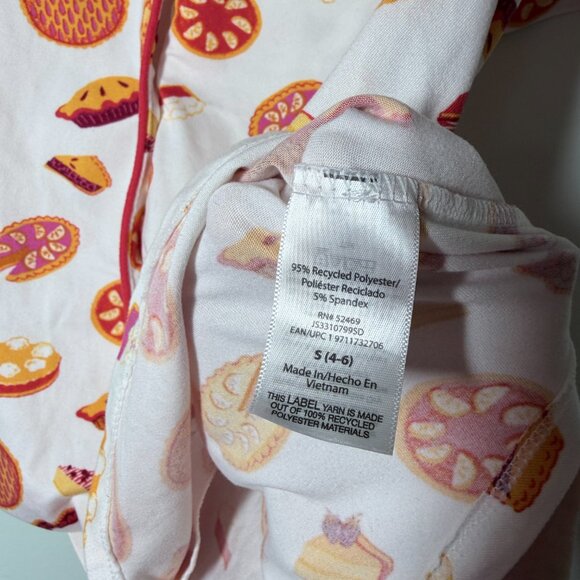 95% Recycled Polyester/
Poliéster Reciclado
5% Spandex
RN# 52469
JS3310799SD
EAN/UPC 1 9711732706
S (4-6)
Made In/Hecho En
Vietnam
THIS LABEL YARN IS MADE
OUT OF 100% RECYCLED
POLYESTER MATERIALS